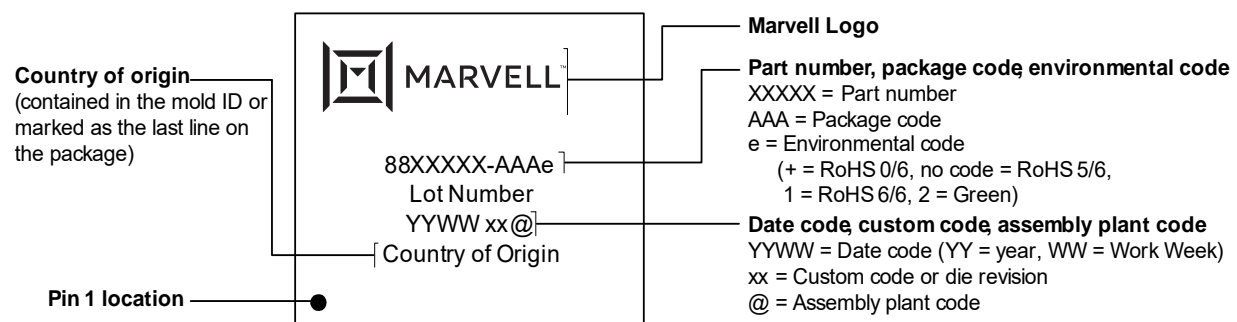 Country of origin
(contained in the mold ID or
marked as the last line on
the package)
Pin 1 location
MARVELL™
88XXXXX-AAAe
Lot Number
YYWW xx@
Country of Origin
Marvell Logo
Part number, package code, environmental code
XXXXX = Part number
AAA = Package code
e = Environmental code
(+ = RoHS 0/6, no code = RoHS 5/6,
1 = RoHS 6/6, 2 = Green)
Date code, custom code, assembly plant code
YYWW = Date code (YY = year, WW = Work Week)
xx = Custom code or die revision
@ = Assembly plant code